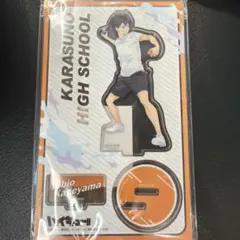 KARASUNO
HIGH SCHOOL
Tobio
Kageyama
ハイキュー!!